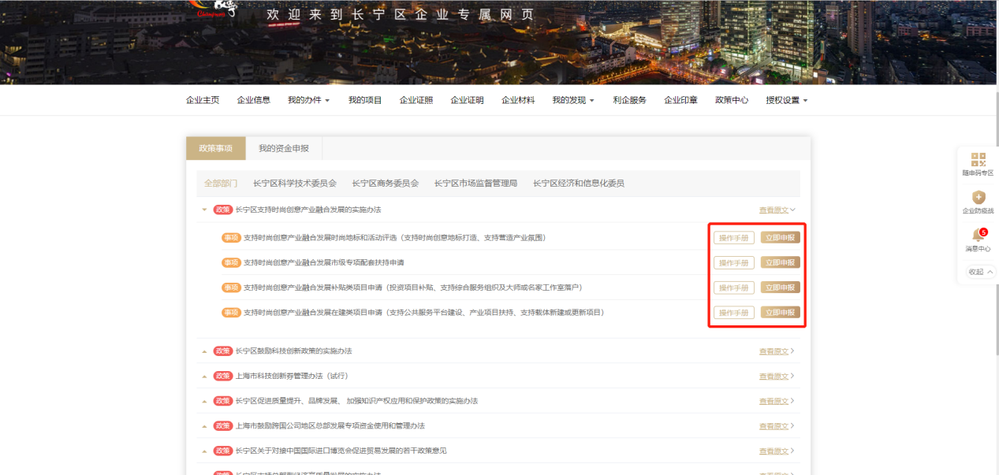 Changning
欢迎来到长宁区企业专属网页
企业主页 企业信息 我的办件 我的项目 企业证照 企业证明 企业材料 我的发现 利企服务 企业印章 政策中心 授权设置
政策事项 我的资金申报
全部部门 长宁区科学技术委员会 长宁区商务委员会 长宁区市场监督管理局 长宁区经济和信息化委员
政策 长宁区支持时尚创意产业融合发展的实施办法 查看原文
事项 支持时尚创意产业融合发展时尚地标和活动评选（支持时尚创意地标打造、支持营造产业氛围） 操作手册 立即申报
事项 支持时尚创意产业融合发展市级专项配套扶持申请 操作手册 立即申报
事项 支持时尚创意产业融合发展补贴类项目申请（投资项目补贴、支持综合服务组织及大师或名家工作室落户） 操作手册 立即申报
事项 支持时尚创意产业融合发展在建类项目申请（支持公共服务平台建设、产业项目扶持、支持载体新建或更新项目） 操作手册 立即申报
政策 长宁区鼓励科技创新政策的实施办法 查看原文
政策 上海市科技创新券管理办法（试行） 查看原文
政策 长宁区促进质量提升、品牌发展、 加强知识产权应用和保护政策的实施办法 查看原文
政策 上海市鼓励跨国公司地区总部发展专项资金使用和管理办法 查看原文
政策 长宁区关于对接中国国际进口博览会促进贸易发展的若干政策意见 查看原文
随申码专区
企业防疫战
5
消息中心
收起